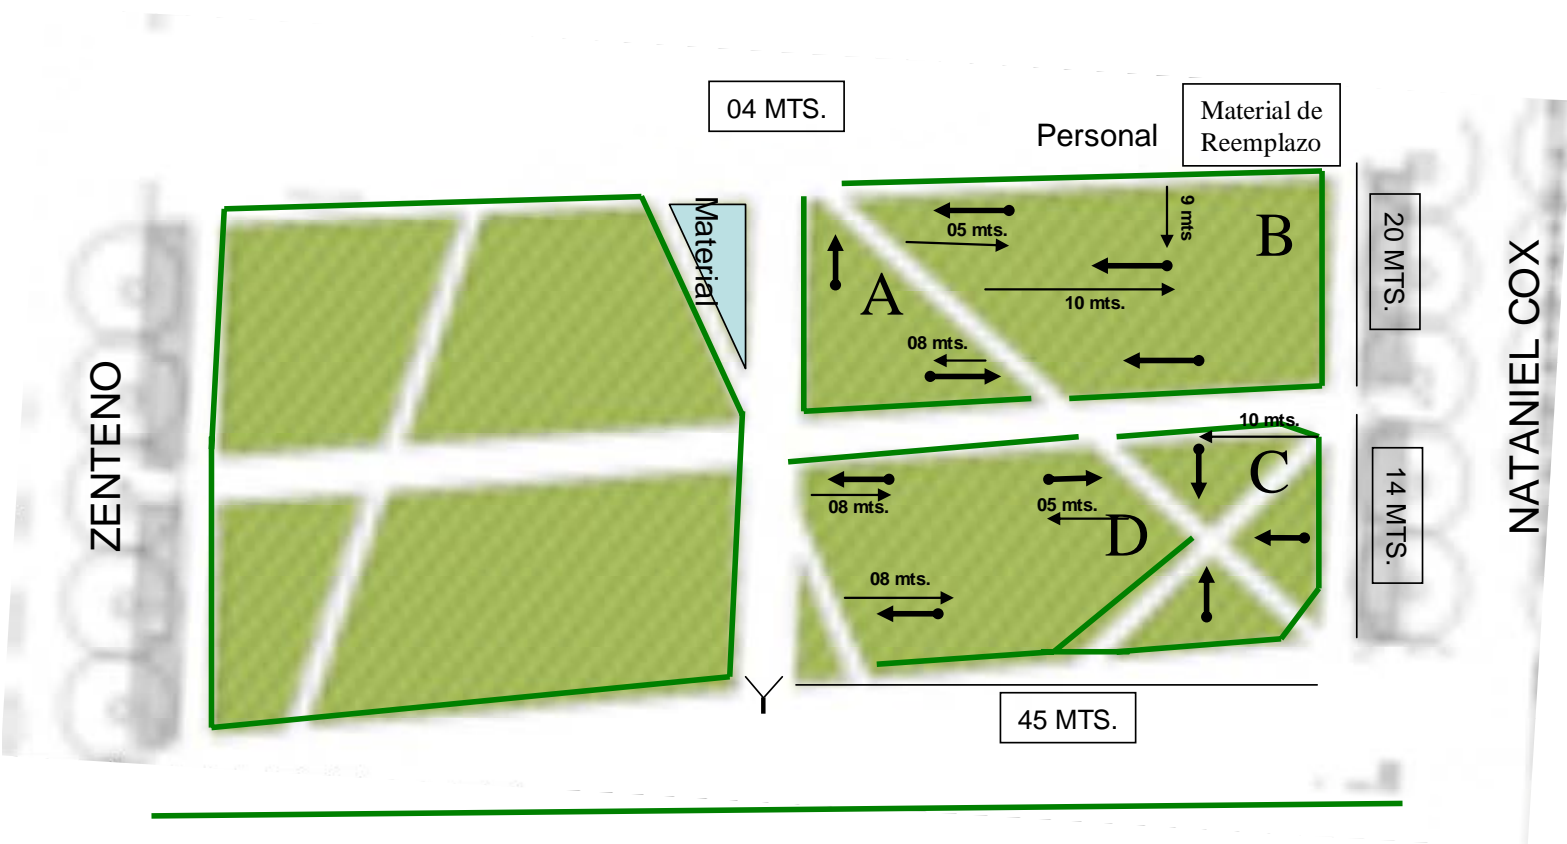 04 MTS.
Personal
Material de
Reemplazo
Material
05 mts.
9 mts
B
20 MTS.
A
10 mts.
08 mts.
NATANIEL COX
ZENTENO
10 mts.
C
08 mts.
05 mts.
D
14 MTS.
08 mts.
45 MTS.